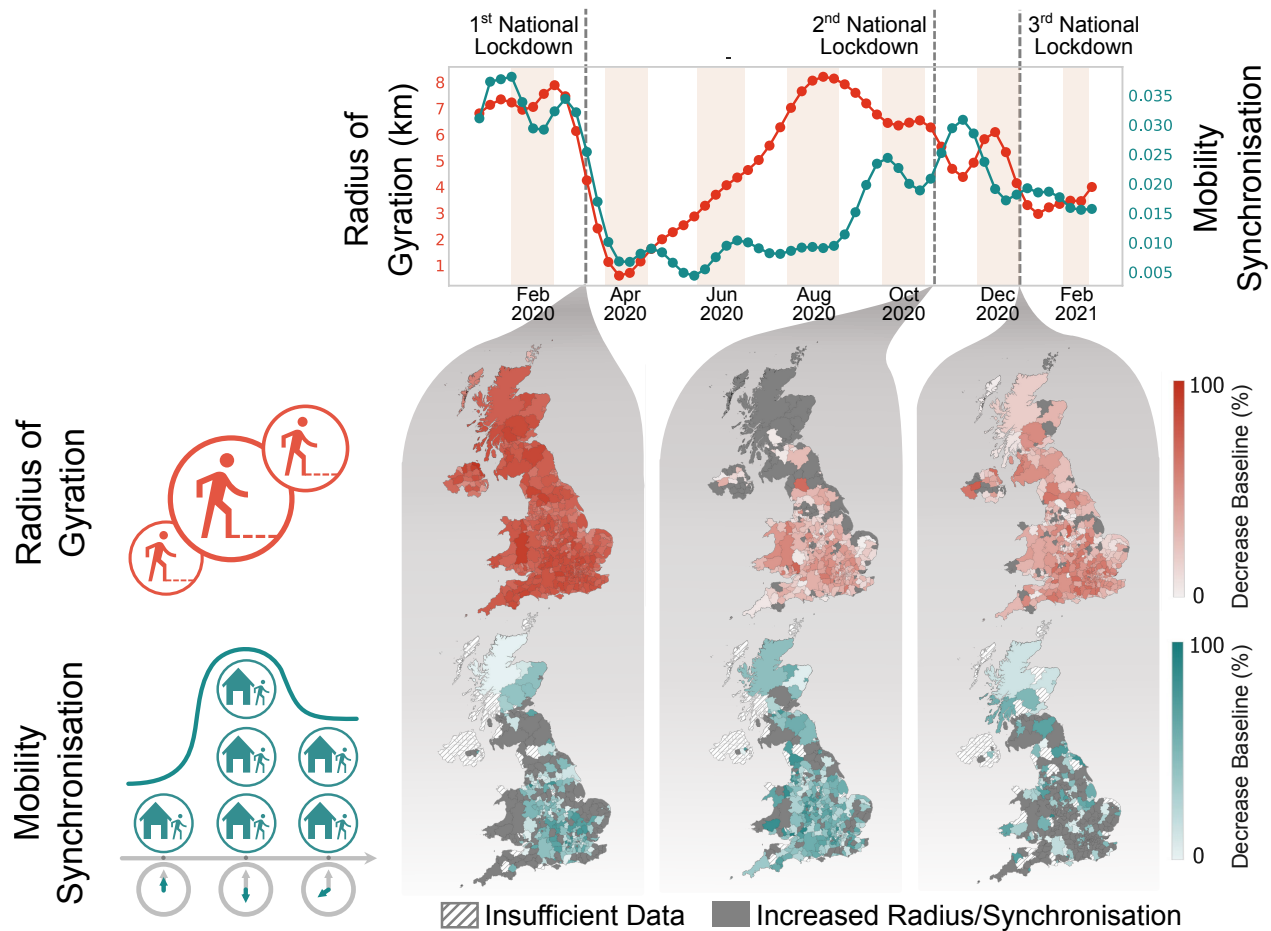 1st National
Lockdown
2nd National
Lockdown
3rd National
Lockdown
-
Radius of
Gyration (km)
8
7
6
5
4
3
2
1
0.035
0.030
0.025
0.020
0.015
0.010
0.005
Mobility
Synchronisation
Feb
2020
Apr
2020
Jun
2020
Aug
2020
Oct
2020
Dec
2020
Feb
2021
Radius of
Gyration
100
0
Decrease Baseline (%)
Mobility
Synchronisation
100
0
Decrease Baseline (%)
Insufficient Data
Increased Radius/Synchronisation